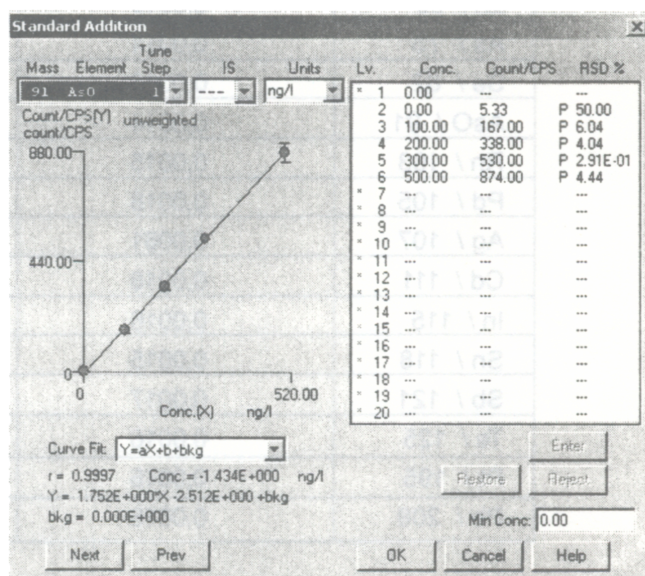 Standard Addition
Mass Element Tune Step IS Units
91 AsO 1 --- ng/l
Count/CPS[Y] unweighted
count/CPS
880.00
440.00
0
0 520.00
Conc.(X) ng/l
Curve Fit: Y=aX+b+bkg
r = 0.9997 Conc = -1.434E+000 ng/l
Y = 1.752E+000*X -2.512E+000 +bkg
bkg = 0.000E+000
Next Prev
Lv. Conc. Count/CPS RSD %
* 1 0.00 --- ---
2 0.00 5.33 P 50.00
3 100.00 167.00 P 6.04
4 200.00 338.00 P 4.04
5 300.00 530.00 P 2.91E-01
6 500.00 874.00 P 4.44
* 7 --- --- ---
* 8 --- --- ---
* 9 --- --- ---
* 10 --- --- ---
* 11 --- --- ---
* 12 --- --- ---
* 13 --- --- ---
* 14 --- --- ---
* 15 --- --- ---
* 16 --- --- ---
* 17 --- --- ---
* 18 --- --- ---
* 19 --- --- ---
* 20 --- --- ---
Enter
Restore Reject
Min Conc: 0.00
OK Cancel Help